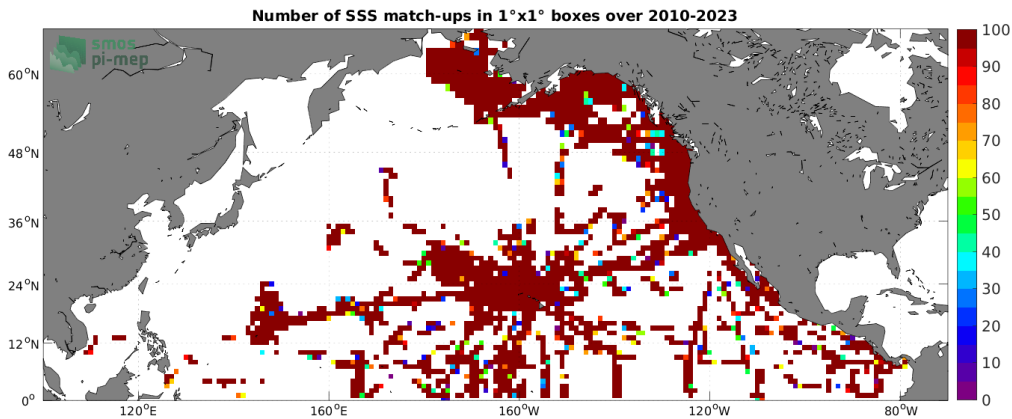 Number of SSS match-ups in 1°x1° boxes over 2010-2023
smos
pi-mep
60°N
48°N
36°N
24°N
12°N
0°
120°E
160°E
160°W
120°W
80°W
100
90
80
70
60
50
40
30
20
10
0